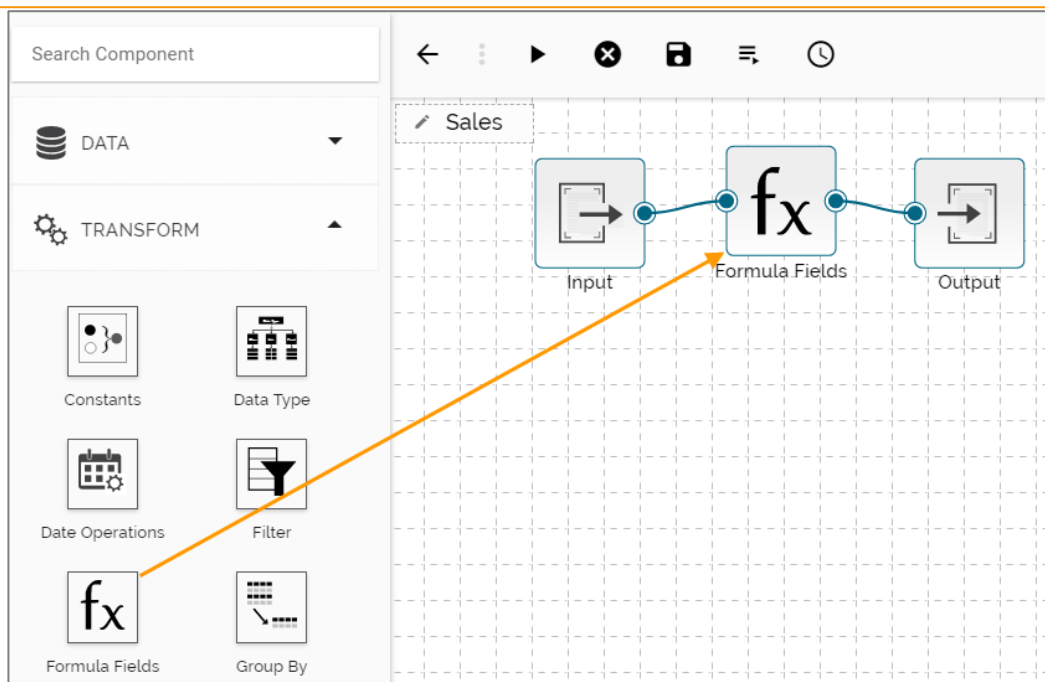 Search Component
DATA
TRANSFORM
Constants
Data Type
Date Operations
Filter
fx
Formula Fields
Group By
Sales
fx
Input
Formula Fields
Output